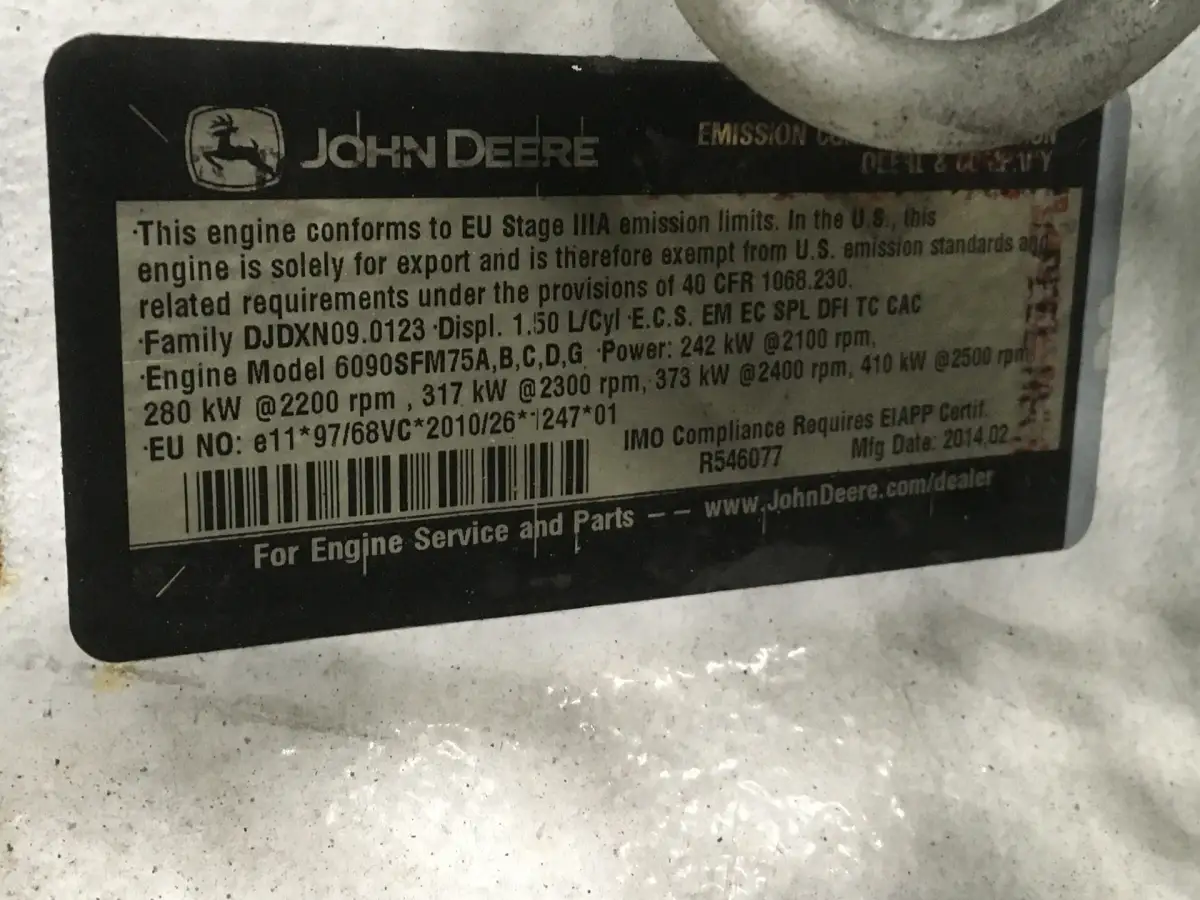 JOHN DEERE
EMISSION
DEERE & COMPANY
·This engine conforms to EU Stage IIIA emission limits. In the U.S., this
engine is solely for export and is therefore exempt from U.S. emission standards and
related requirements under the provisions of 40 CFR 1068.230.
·Family DJDXN09.0123 ·Displ. 1.50 L/Cyl ·E.C.S. EM EC SPL DFI TC CAC
·Engine Model 6090SFM75A,B,C,D,G ·Power: 242 kW @2100 rpm,
280 kW @2200 rpm , 317 kW @2300 rpm, 373 kW @2400 rpm, 410 kW @2500 rpm
·EU NO: e11*97/68VC*2010/26*1247*01
IMO Compliance Requires EIAPP Certif.
R546077
Mfg Date: 2014.02
For Engine Service and Parts -- www.JohnDeere.com/dealer